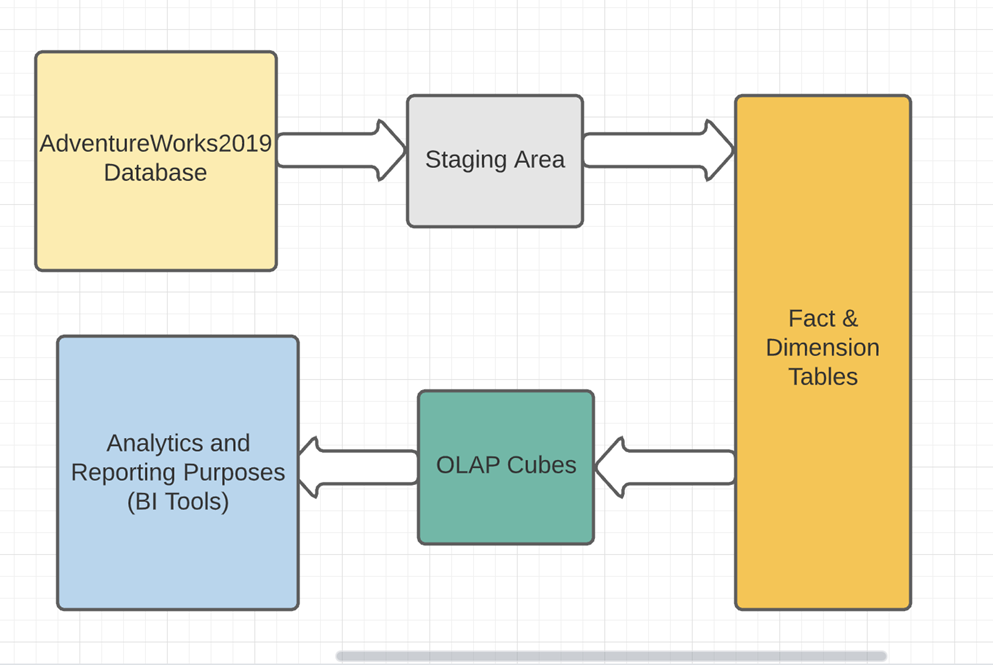 AdventureWorks2019
Database
Staging Area
Fact &
Dimension
Tables
OLAP Cubes
Analytics and
Reporting Purposes
(BI Tools)